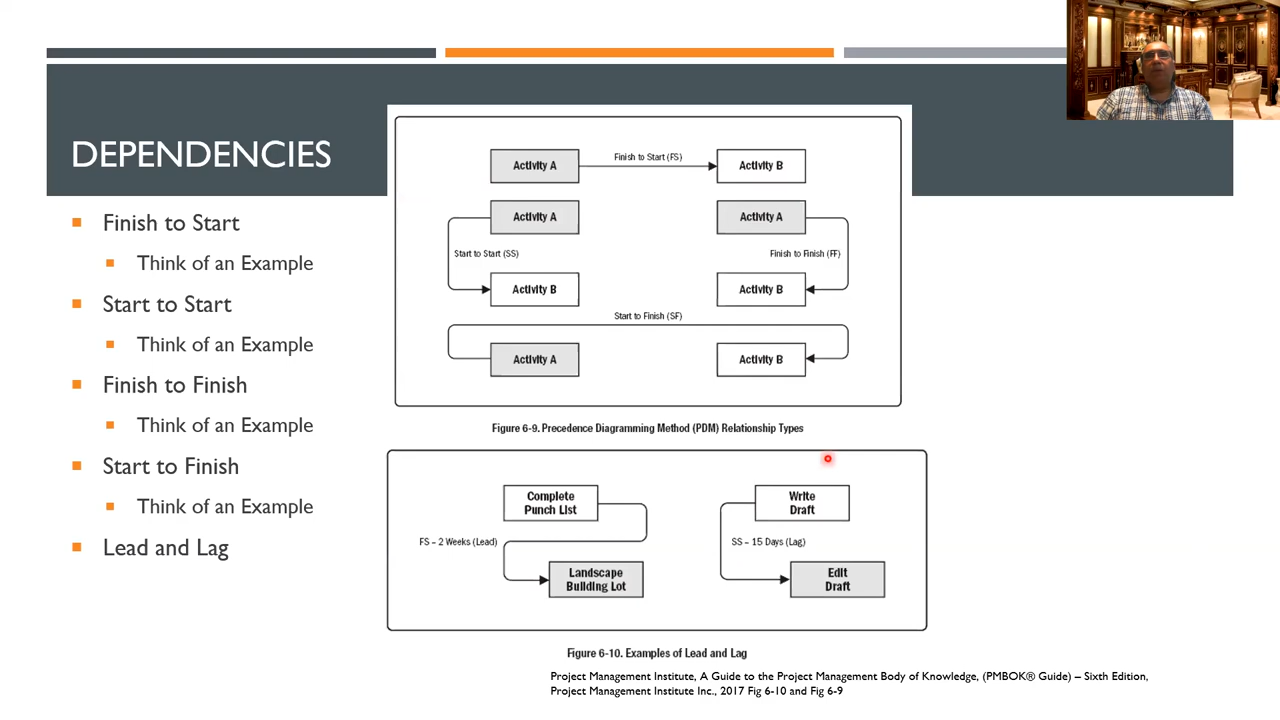 DEPENDENCIES
Finish to Start
Think of an Example
Start to Start
Think of an Example
Finish to Finish
Think of an Example
Start to Finish
Think of an Example
Lead and Lag
Activity A
Finish to Start (FS)
Activity B
Activity A
Activity A
Start to Start (SS)
Finish to Finish (FF)
Activity B
Activity B
Start to Finish (SF)
Activity A
Activity B
Figure 6-9. Precedence Diagramming Method (PDM) Relationship Types
Complete
Punch List
FS – 2 Weeks (Lead)
Landscape
Building Lot
Write
Draft
SS – 15 Days (Lag)
Edit
Draft
Figure 6-10. Examples of Lead and Lag
Project Management Institute, A Guide to the Project Management Body of Knowledge, (PMBOK® Guide) – Sixth Edition,
Project Management Institute Inc., 2017 Fig 6-10 and Fig 6-9